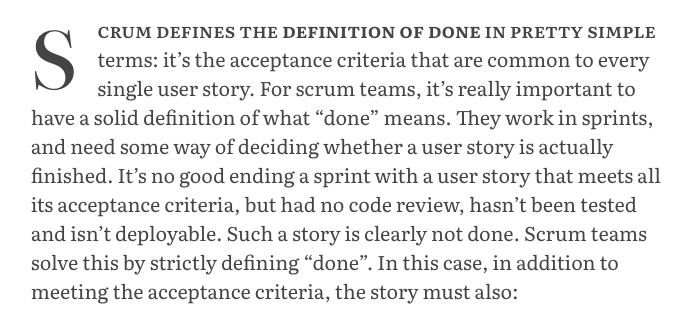 SCRUM DEFINES THE DEFINITION OF DONE IN PRETTY SIMPLE
terms: it’s the acceptance criteria that are common to every
single user story. For scrum teams, it’s really important to
have a solid definition of what “done” means. They work in sprints,
and need some way of deciding whether a user story is actually
finished. It’s no good ending a sprint with a user story that meets all
its acceptance criteria, but had no code review, hasn’t been tested
and isn’t deployable. Such a story is clearly not done. Scrum teams
solve this by strictly defining “done”. In this case, in addition to
meeting the acceptance criteria, the story must also: